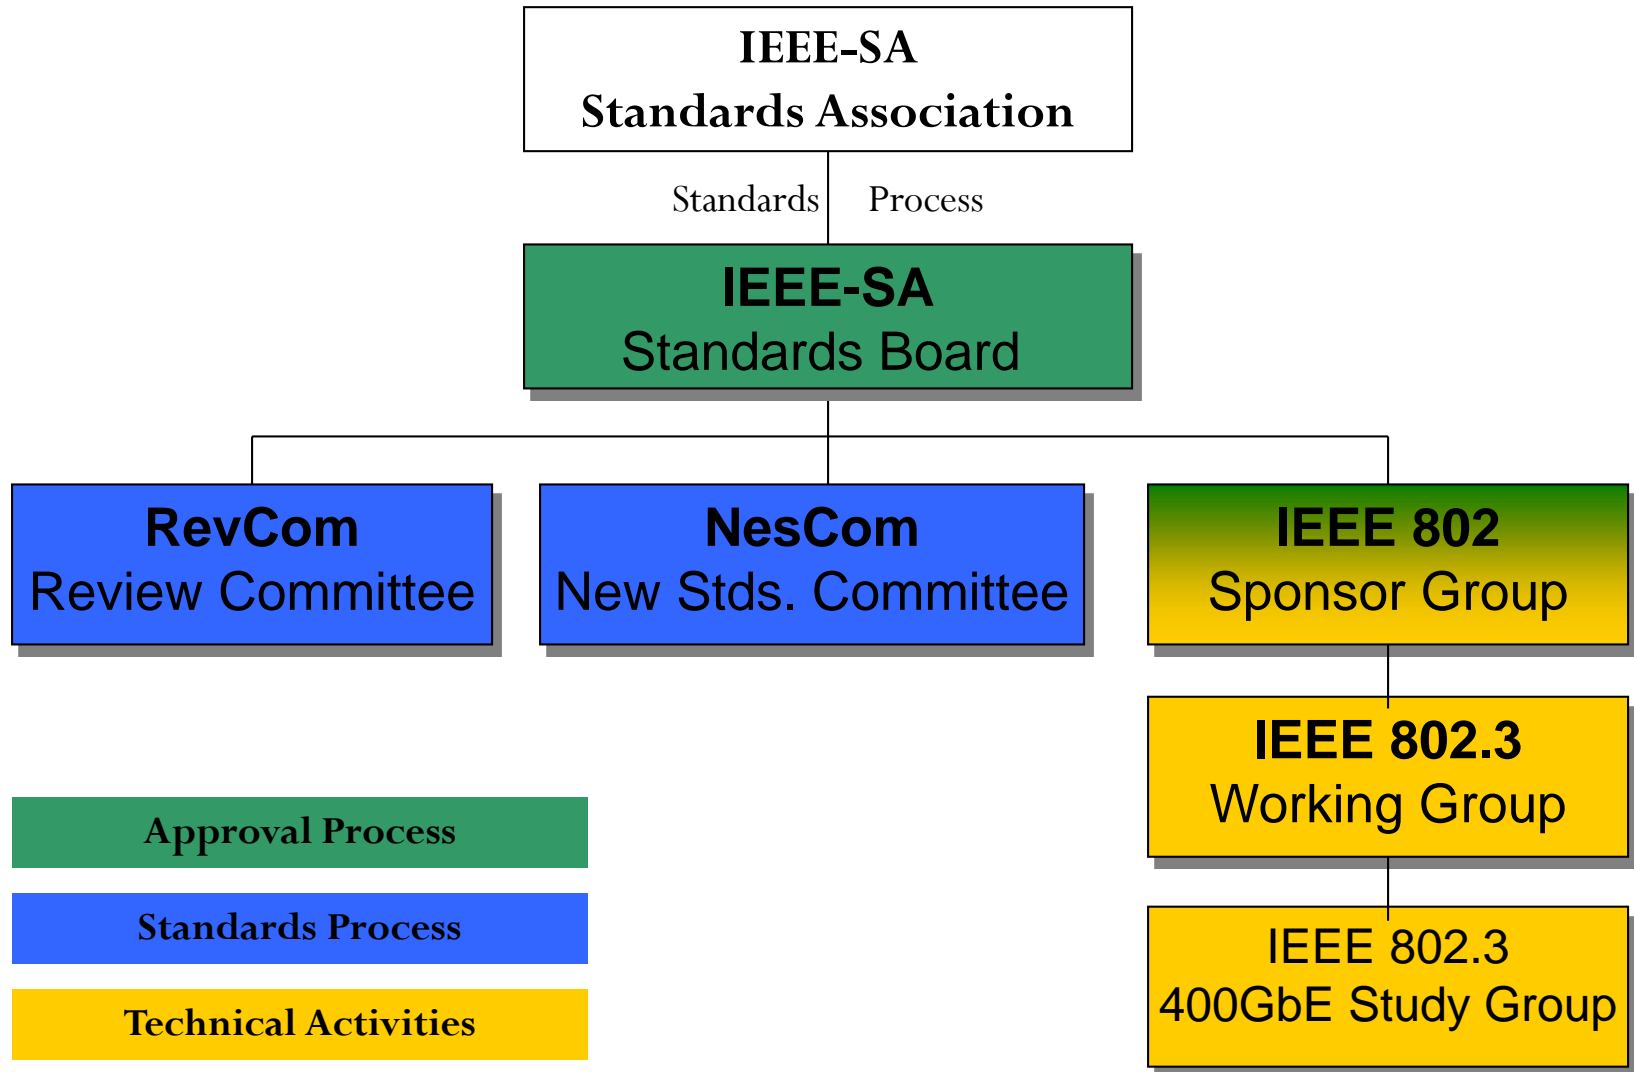 IEEE-SA
Standards Association
Standards Process
IEEE-SA
Standards Board
RevCom
Review Committee
NesCom
New Stds. Committee
IEEE 802
Sponsor Group
IEEE 802.3
Working Group
IEEE 802.3
400GbE Study Group
Approval Process
Standards Process
Technical Activities